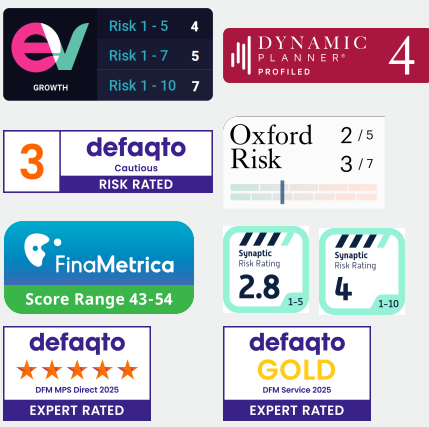 ev
GROWTH
Risk 1 - 5 4
Risk 1 - 7 5
Risk 1 - 10 7
DYNAMIC
PLANNER®
PROFILED
4
3
defaqto
Cautious
RISK RATED
Oxford
Risk
2 / 5
3 / 7
FinaMetrica
Score Range 43-54
Synaptic
Risk Rating
2.8
1-5
Synaptic
Risk Rating
4
1-10
defaqto
DFM MPS Direct 2025
EXPERT RATED
defaqto
GOLD
DFM Service 2025
EXPERT RATED